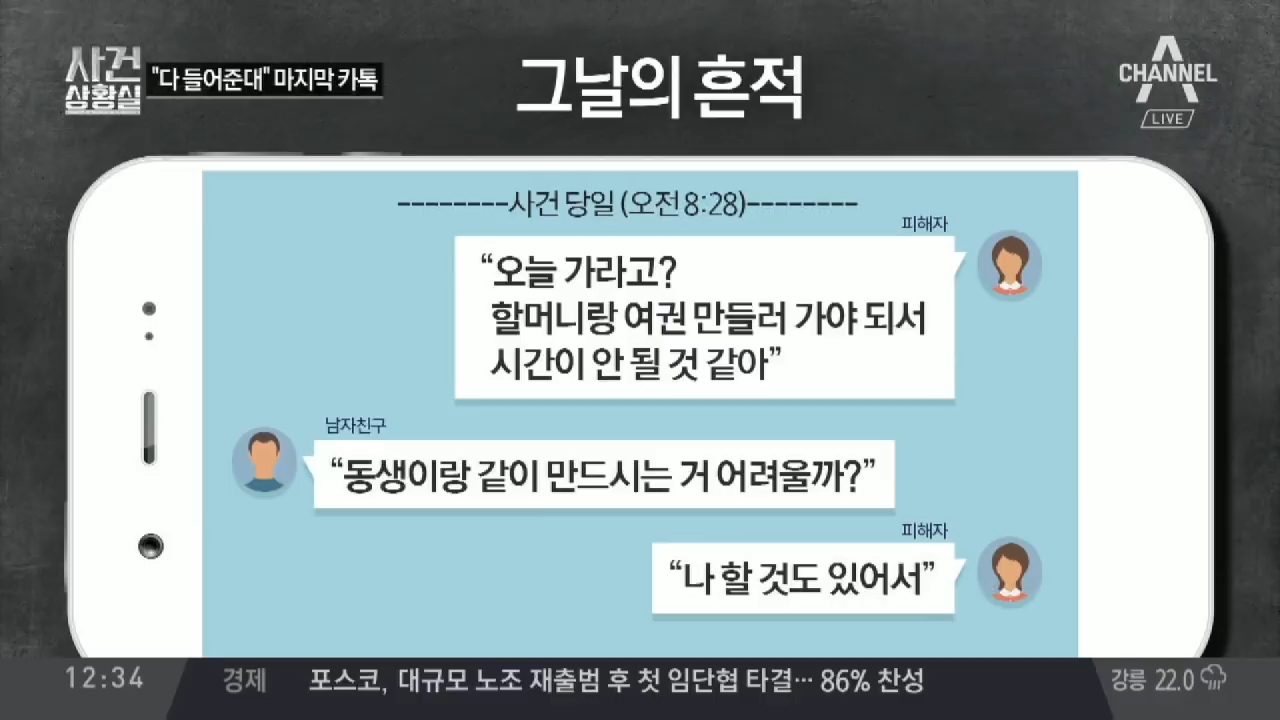 사건
상황실
"다 들어준대" 마지막 카톡
그날의 흔적
CHANNEL
A
LIVE
--------사건 당일 (오전 8:28)--------
피해자
“오늘 가라고?
할머니랑 여권 만들러 가야 되서
시간이 안 될 것 같아”
남자친구
“동생이랑 같이 만드시는 거 어려울까?”
피해자
“나 할 것도 있어서”
12:34
경제 포스코, 대규모 노조 재출범 후 첫 임단협 타결… 86% 찬성
강릉 22.0